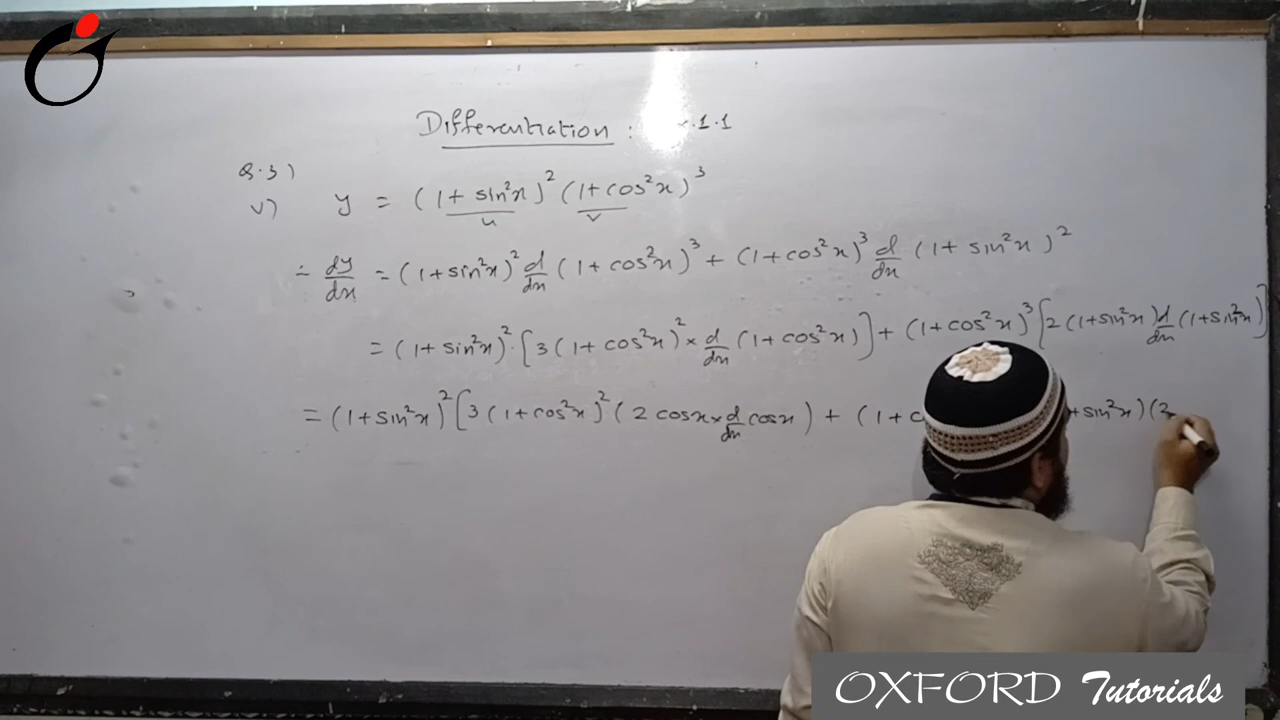 Differentiation : .1.1
Q.3)
v) y = (1 + sin²x)² (1 + cos²x)³
u v
∴ dy/dx = (1 + sin²x)² d/dx (1 + cos²x)³ + (1 + cos²x)³ d/dx (1 + sin²x)²
= (1 + sin²x)² · [3 (1 + cos²x)² × d/dx (1 + cos²x)] + (1 + cos²x)³ [2 (1 + sin²x) d/dx (1 + sin²x)]
= (1 + sin²x)² [3 (1 + cos²x)² (2 cosx × d/dx cosx) + (1 + c + sin²x) (2
OXFORD Tutorials